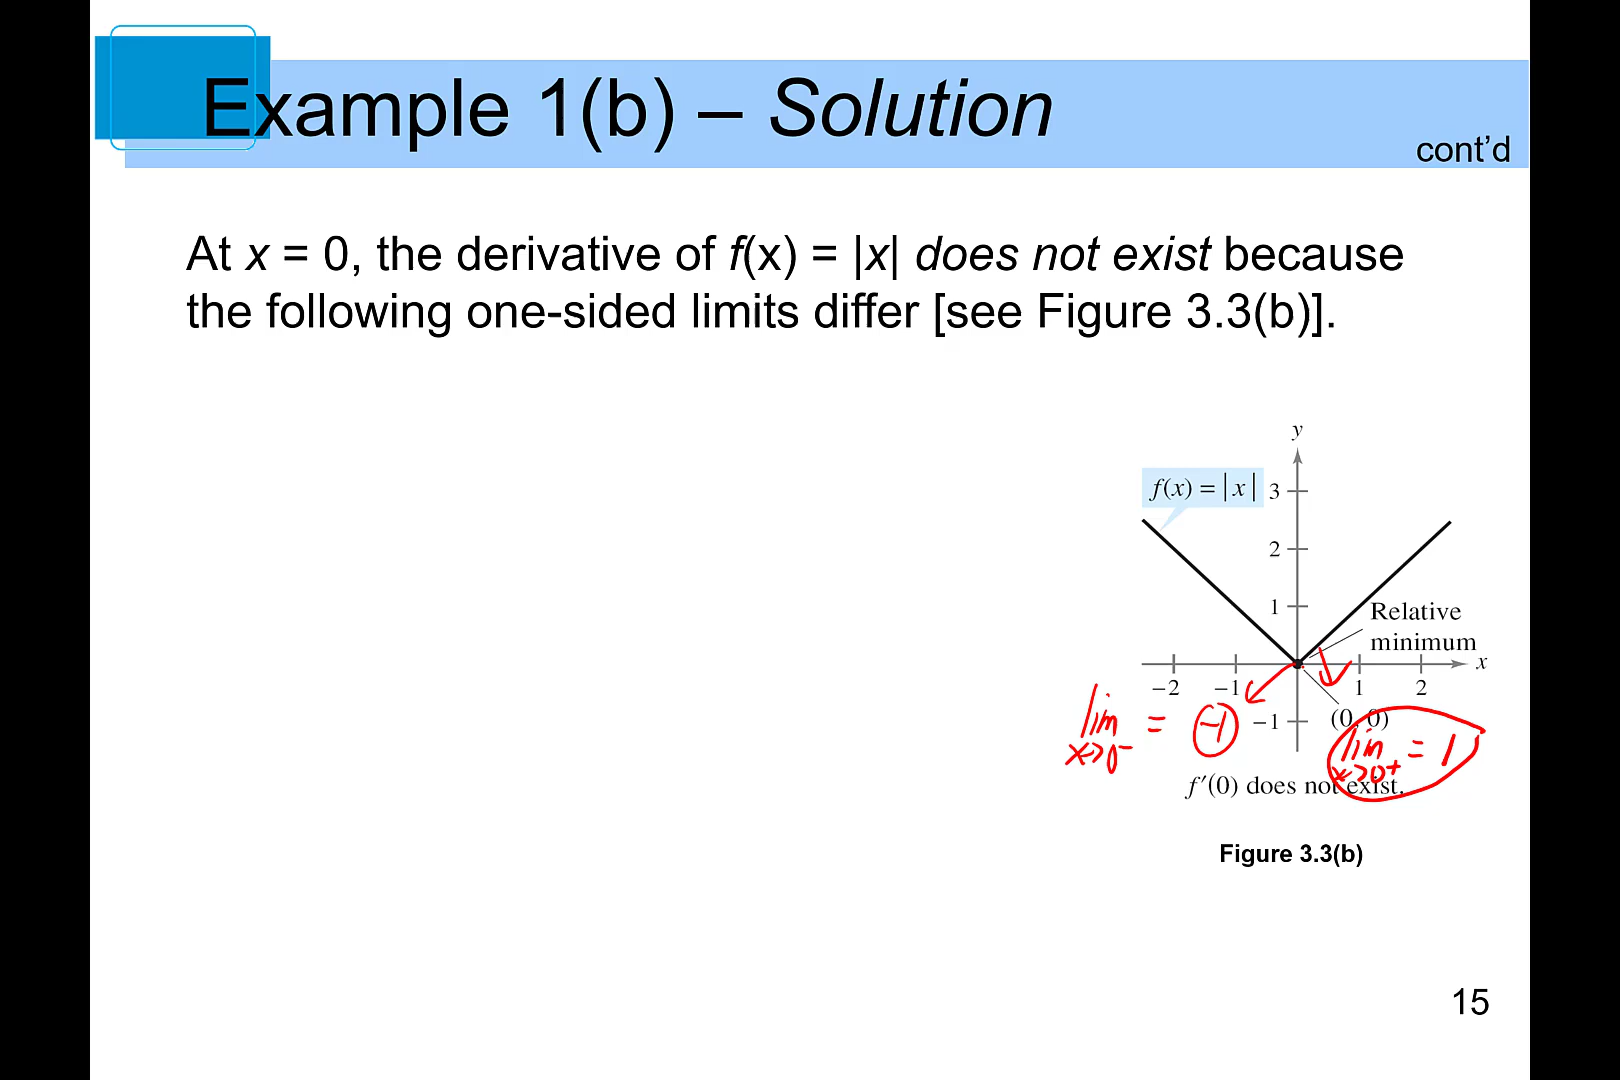 Example 1(b) – Solution
cont’d
At x = 0, the derivative of f(x) = |x| does not exist because
the following one-sided limits differ [see Figure 3.3(b)].
y
f(x) = | x |
3
2
1
Relative
minimum
x
−2 −1 1 2
−1
(0, 0)
lim = −1
x→0⁻
lim = 1
x→0⁺
f′(0) does not exist.
Figure 3.3(b)
15